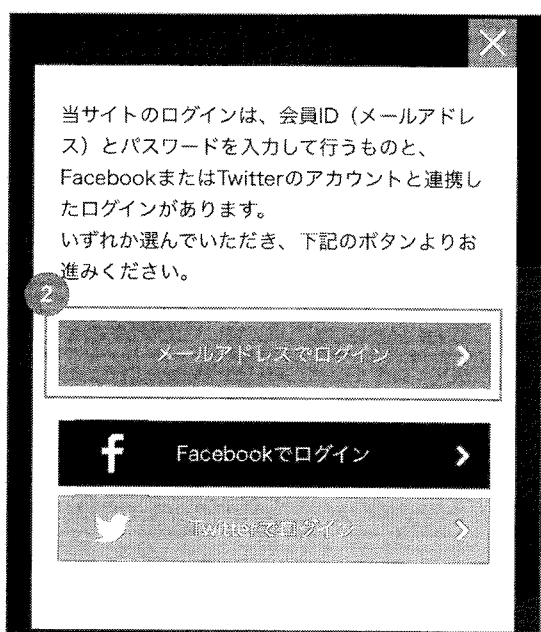 当サイトのログインは、会員ID（メールアドレ
ス）とパスワードを入力して行うものと、
FacebookまたはTwitterのアカウントと連携し
たログインがあります。
いずれか選んでいただき、下記のボタンよりお
進みください。
2
メールアドレスでログイン
Facebookでログイン
Twitterでログイン